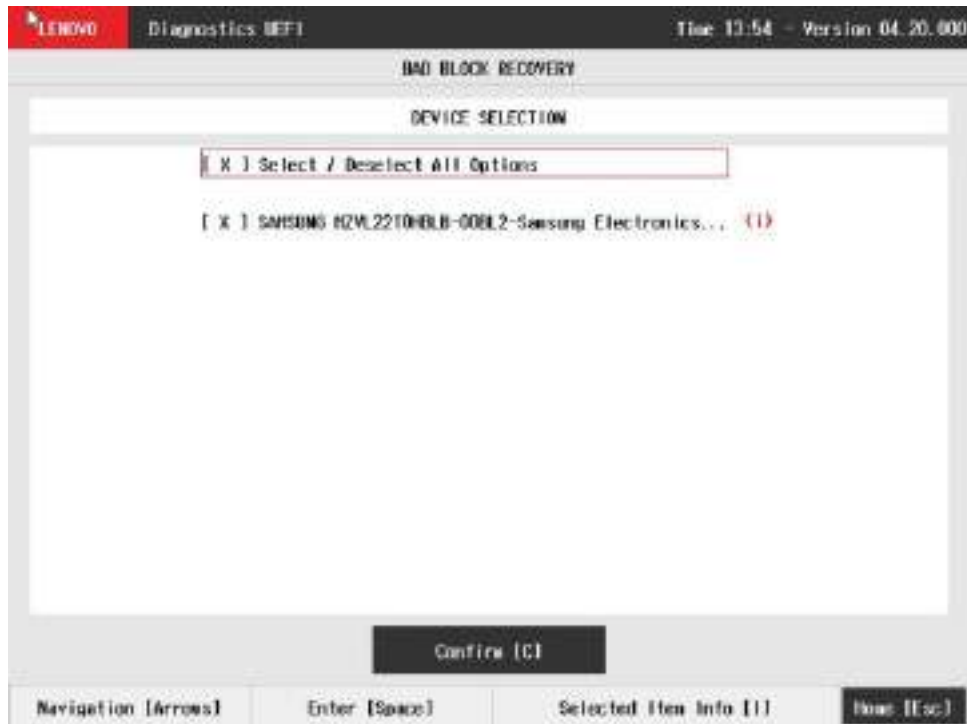 LENOVO Diagnostics UEFI Time 13:54 - Version 04.20.000
BAD BLOCK RECOVERY
DEVICE SELECTION
[ X ] Select / Deselect All Options
[ X ] SAMSUNG MZVL22T0HBLB-00BL2-Samsung Electronics... (i)
Confirm [C]
Navigation [Arrows] Enter [Space] Selected Item Info [I] Home [Esc]